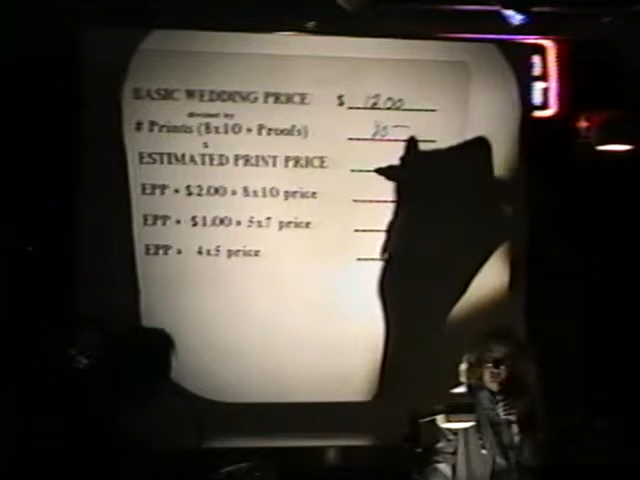 BASIC WEDDING PRICE $ 1200
divided by
# Prints (8x10 + Proofs) 80
=
ESTIMATED PRINT PRICE
EPP + $2.00 = 8x10 price
EPP + $1.00 = 5x7 price
EPP = 4x5 price